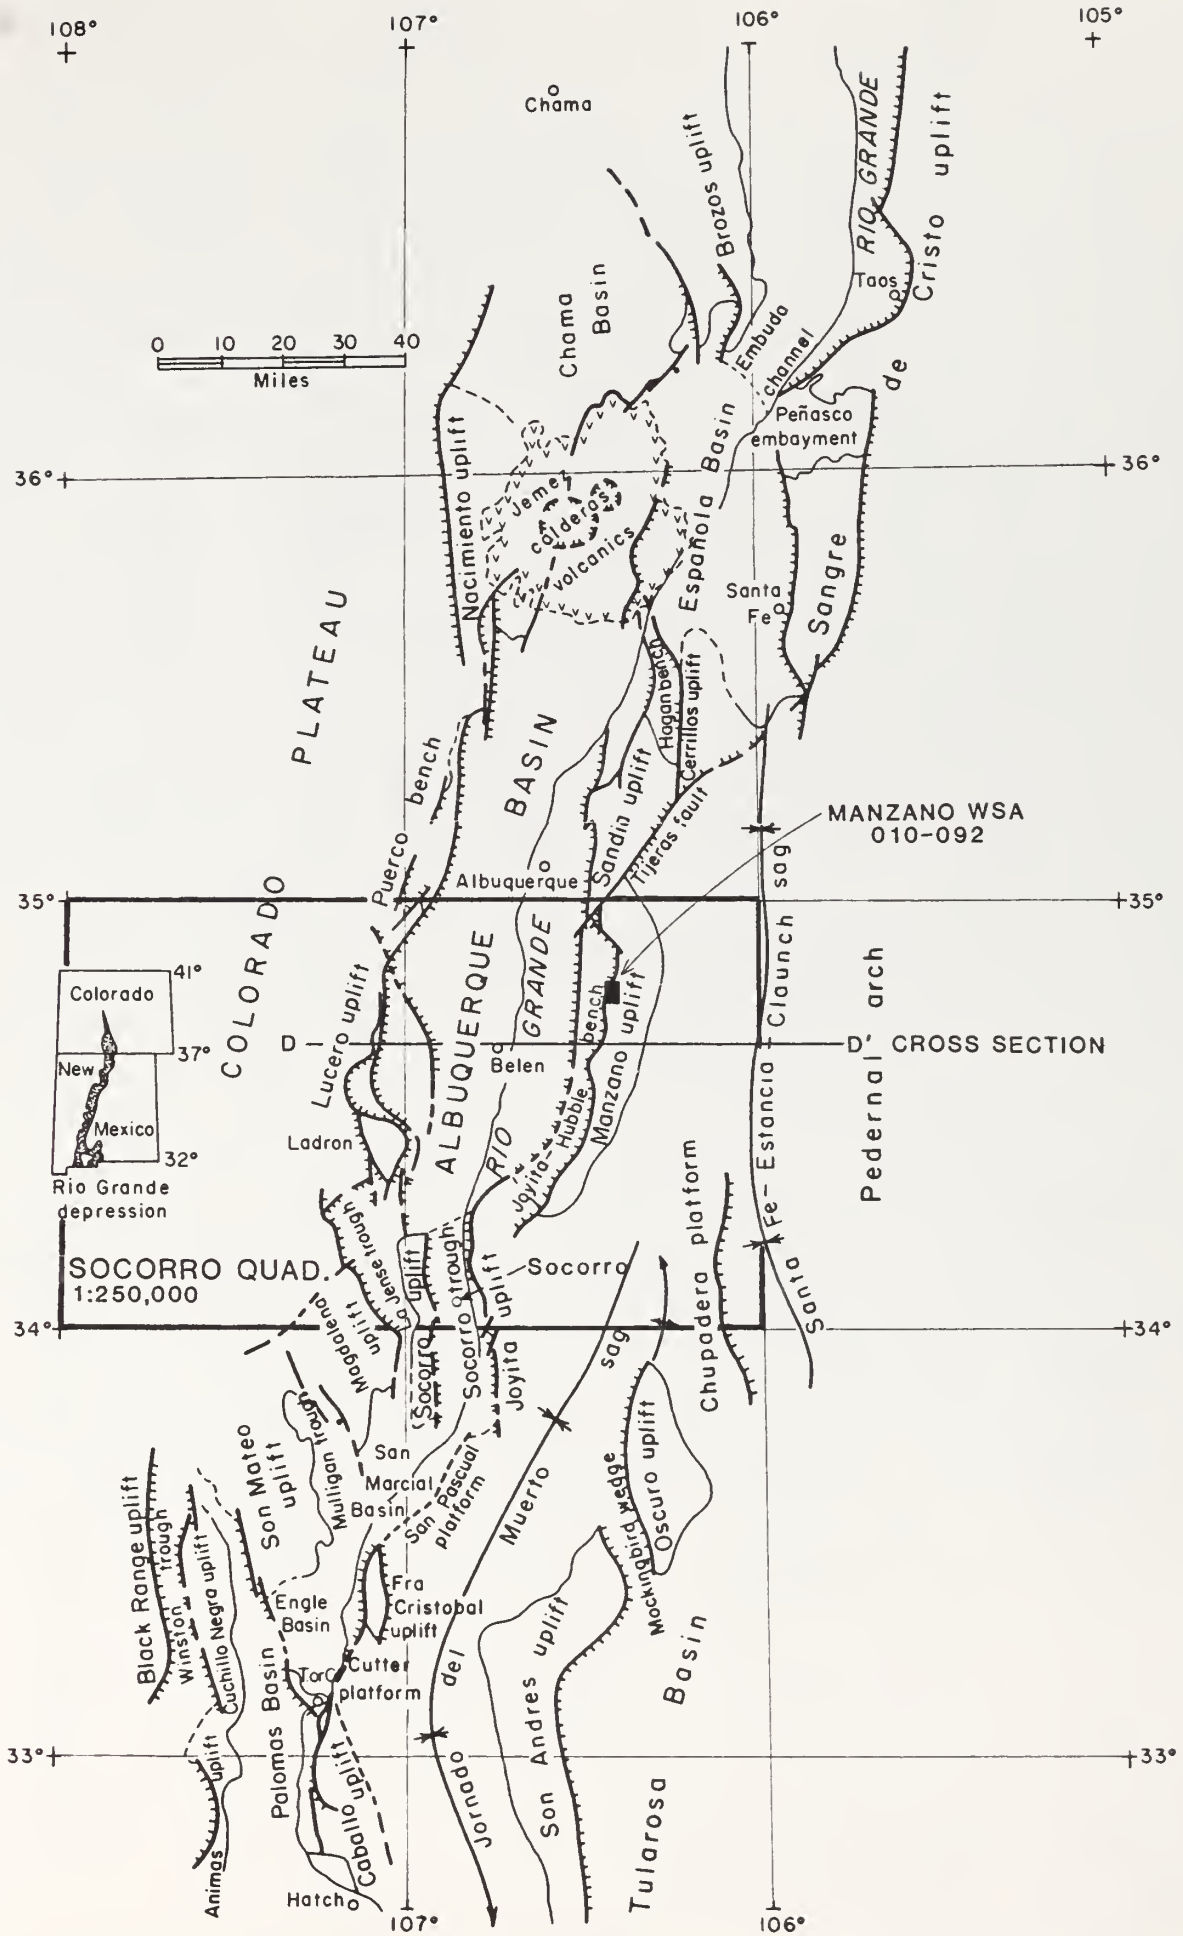 108°
107°
106°
105°
Chama
Brozos uplift
RIO GRANDE
Cristo uplift
Taos
Chama
Basin
0 10 20 30 40
Miles
Embuda
channel
de
Peñasco
embayment
36°
36°
Nacimiento uplift
Jemez
calderas
volcanics
Española Basin
Santa
Fe
Sangre
PLATEAU
Hagan bench
Cerrillos uplift
BASIN
bench
Sandia uplift
Tijeras fault
MANZANO WSA
010-092
Puerco
Albuquerque
35°
35°
COLORADO
sag
Claunch
Pedernal arch
GRANDE
ALBUQUERQUE
Lucero uplift
41°
Colorado
37°
New
Mexico
32°
Rio Grande
depression
bench
Manzano uplift
D
D' CROSS SECTION
Belen
Ladron
RIO
Joyita-Hubble
Fe-Estancia
Santa
Chupadera platform
SOCORRO QUAD.
1:250,000
La Jense trough
uplift
Socorro trough
uplift
Socorro
34°
34°
Magdalena
uplift
Socorro
Joyita
sag
San Mateo
uplift
Mulligan trough
San
Marcial
Basin
San Pascual
platform
Muerto
Mockingbird wedge
Oscuro uplift
Black Range uplift
trough
Winston
Cuchillo Negra uplift
Engle
Basin
Fra
Cristobal
uplift
TorC
Cutter
platform
del
Son Andres uplift
Basin
33°
33°
Palomas Basin
Caballo uplift
Jornado
Tularosa
Animas uplift
Hatch
107°
106°